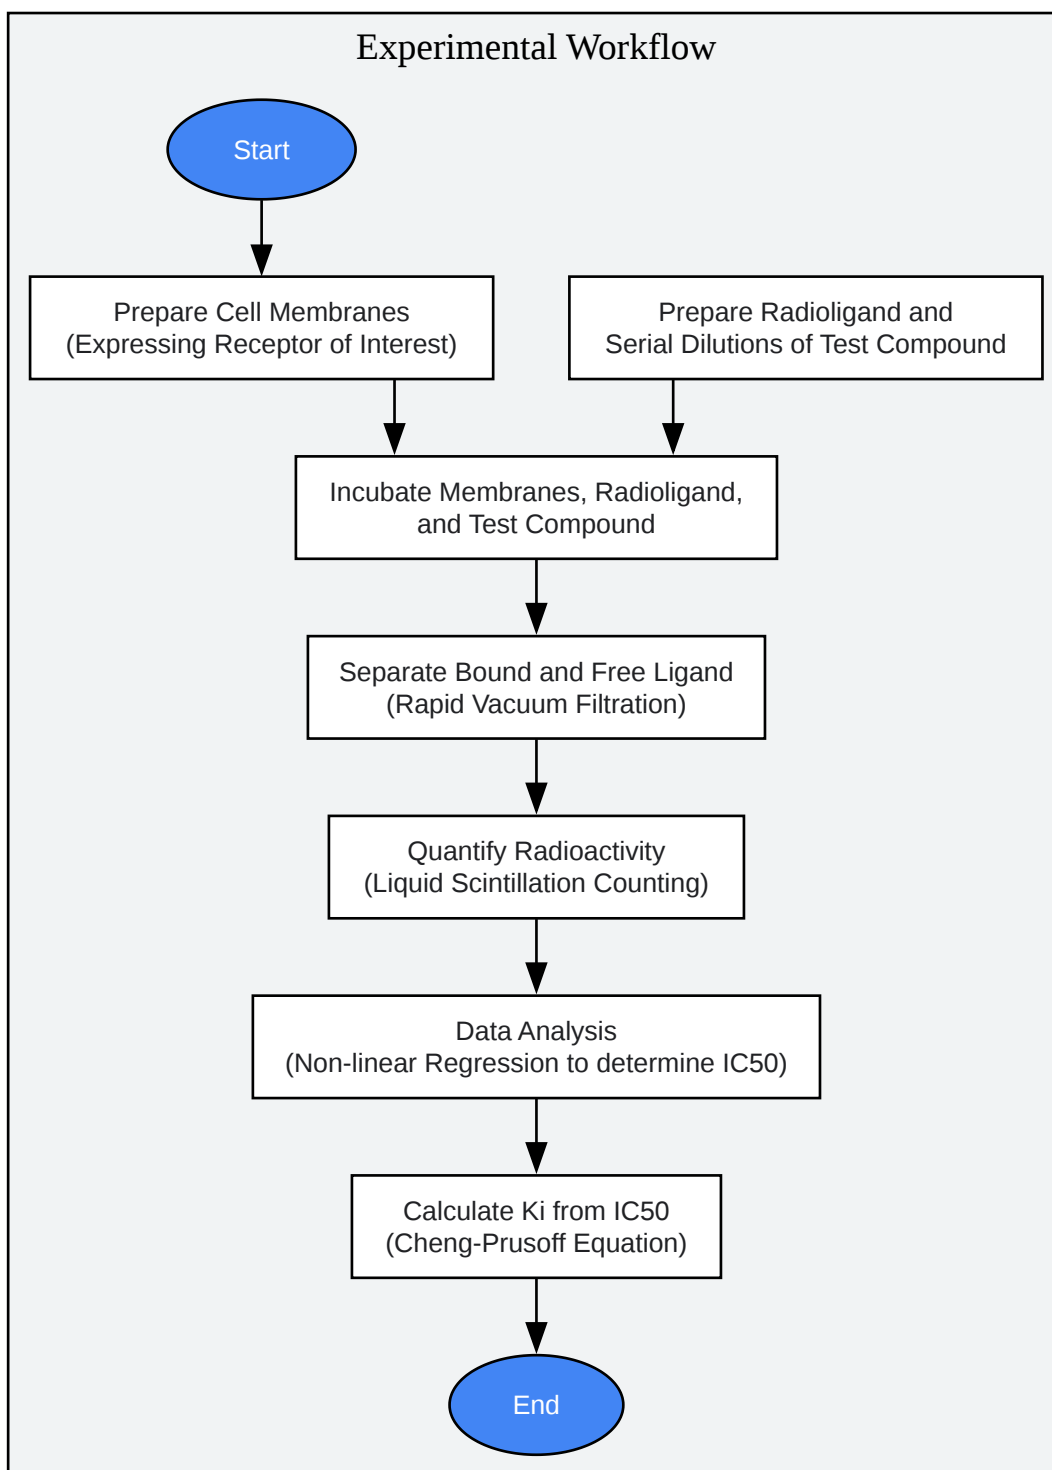 Experimental Workflow
Start
Prepare Cell Membranes
(Expressing Receptor of Interest)
Prepare Radioligand and
Serial Dilutions of Test Compound
Incubate Membranes, Radioligand,
and Test Compound
Separate Bound and Free Ligand
(Rapid Vacuum Filtration)
Quantify Radioactivity
(Liquid Scintillation Counting)
Data Analysis
(Non-linear Regression to determine IC50)
Calculate Ki from IC50
(Cheng-Prusoff Equation)
End